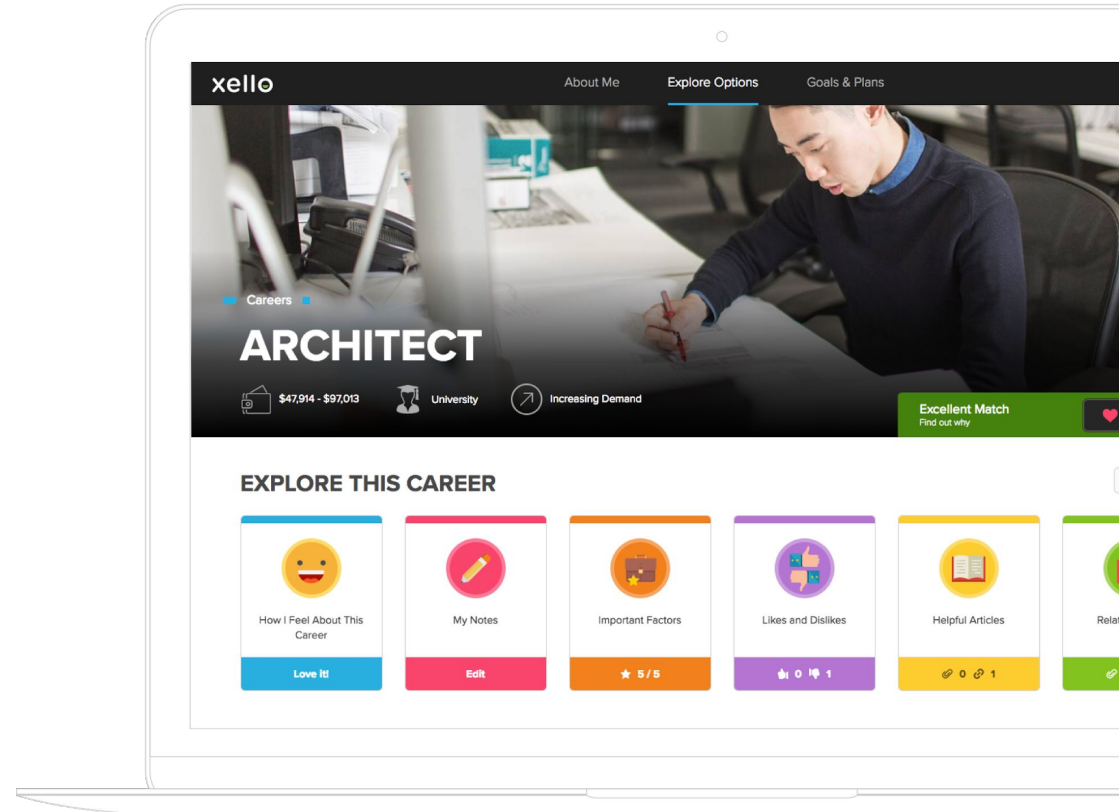 xello
About Me
Explore Options
Goals & Plans
Careers
ARCHITECT
$47,914 - $97,013
University
Increasing Demand
Excellent Match
Find out why
EXPLORE THIS CAREER
How I Feel About This
Career
Love it!
My Notes
Edit
Important Factors
5 / 5
Likes and Dislikes
0 1
Helpful Articles
0 1